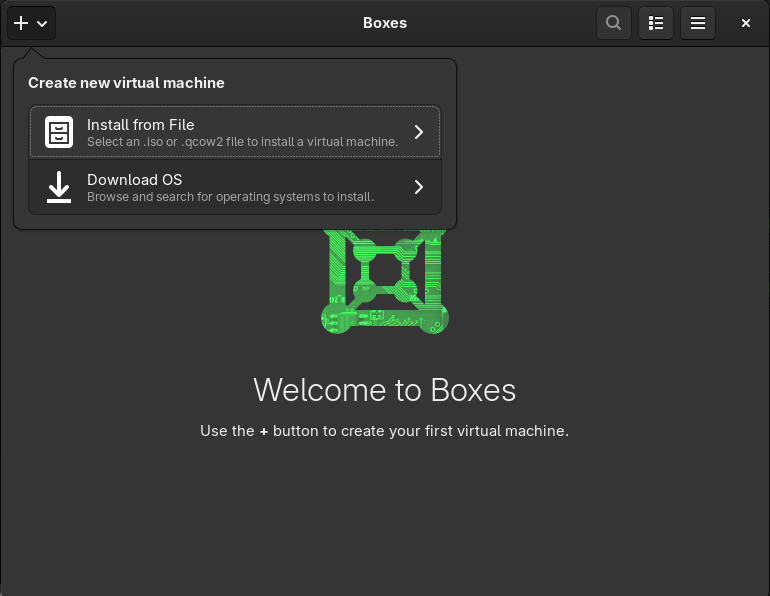 Boxes
Create new virtual machine
Install from File
Select an .iso or .qcow2 file to install a virtual machine.
Download OS
Browse and search for operating systems to install.
Welcome to Boxes
Use the + button to create your first virtual machine.